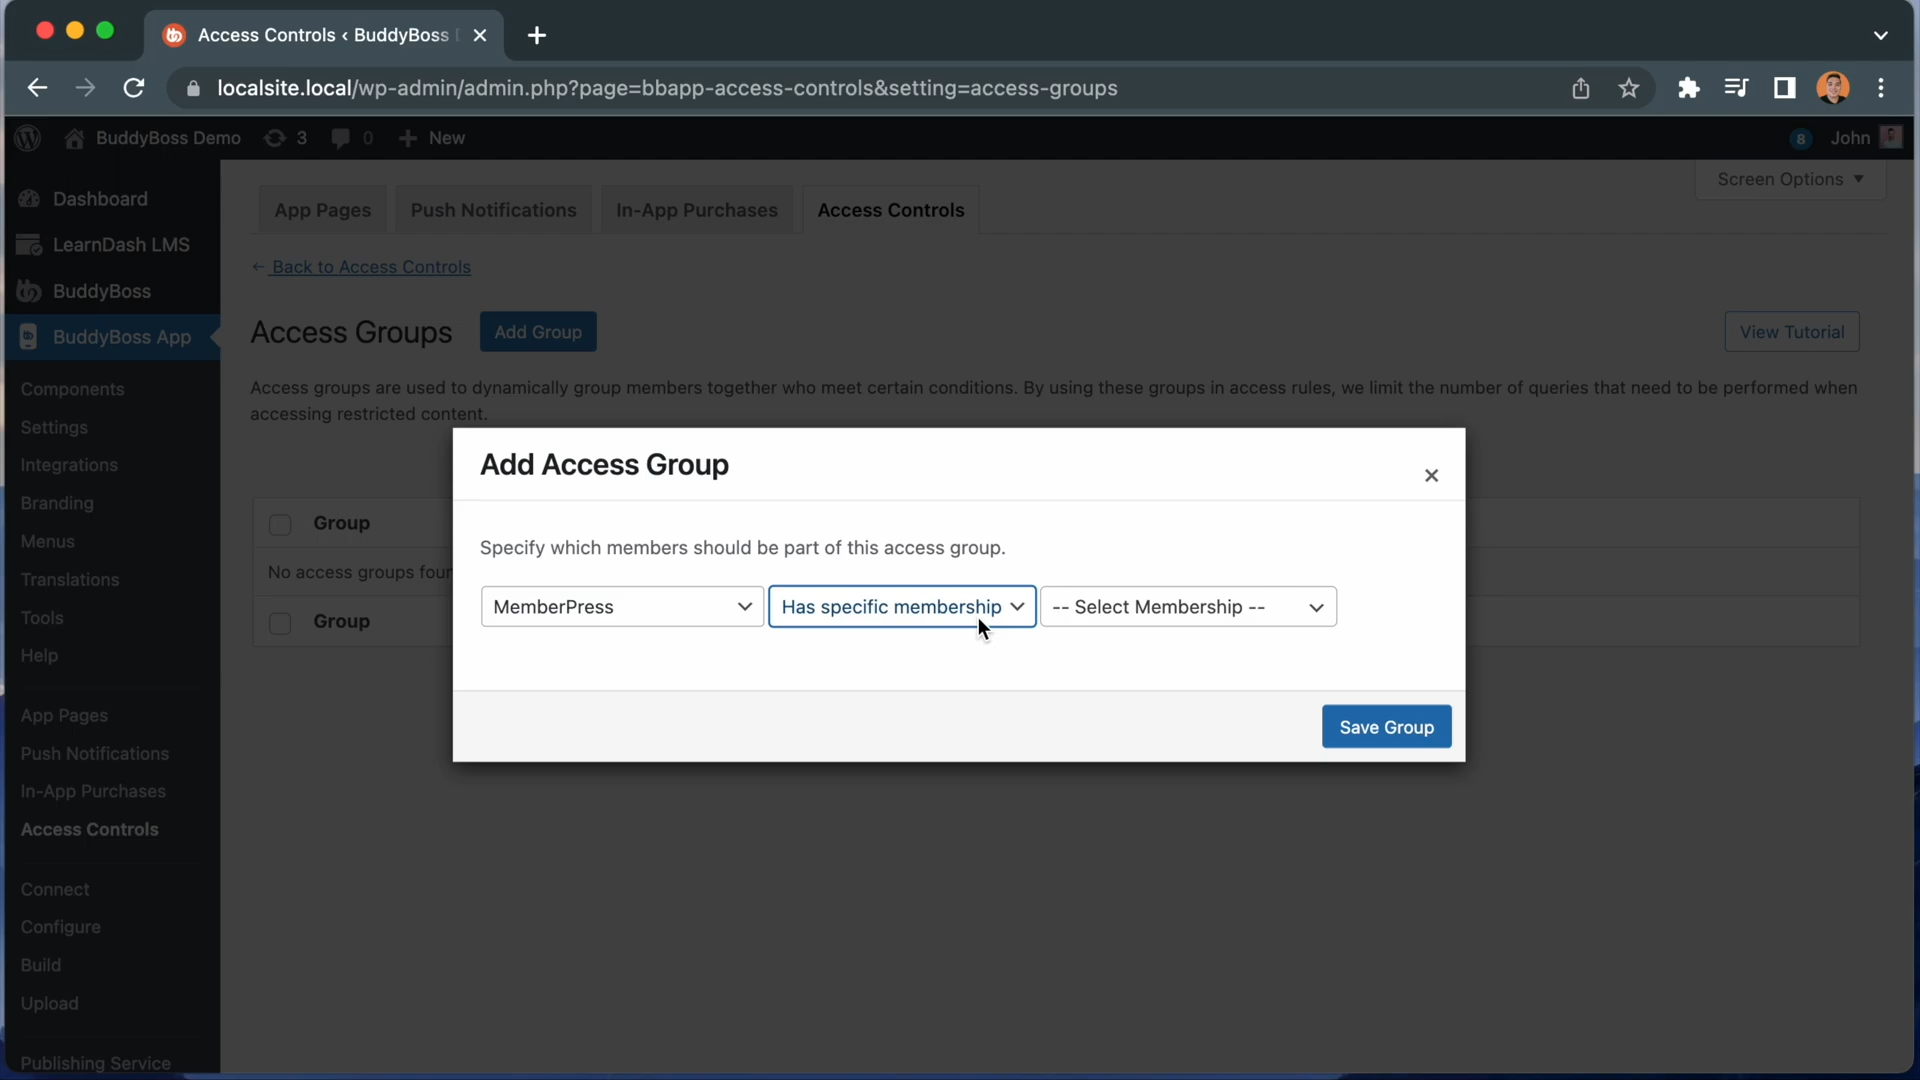 Access Controls ‹ BuddyBoss
localsite.local/wp-admin/admin.php?page=bbapp-access-controls&setting=access-groups
BuddyBoss Demo 3 0 New 8 John
Screen Options
Dashboard
LearnDash LMS
BuddyBoss
BuddyBoss App
Components
Settings
Integrations
Branding
Menus
Translations
Tools
Help
App Pages
Push Notifications
In-App Purchases
Access Controls
Connect
Configure
Build
Upload
Publishing Service
App Pages Push Notifications In-App Purchases Access Controls
← Back to Access Controls
Access Groups Add Group View Tutorial
Access groups are used to dynamically group members together who meet certain conditions. By using these groups in access rules, we limit the number of queries that need to be performed when
accessing restricted content.
Group
No access groups four
Group
Add Access Group
×
Specify which members should be part of this access group.
MemberPress Has specific membership -- Select Membership --
Save Group